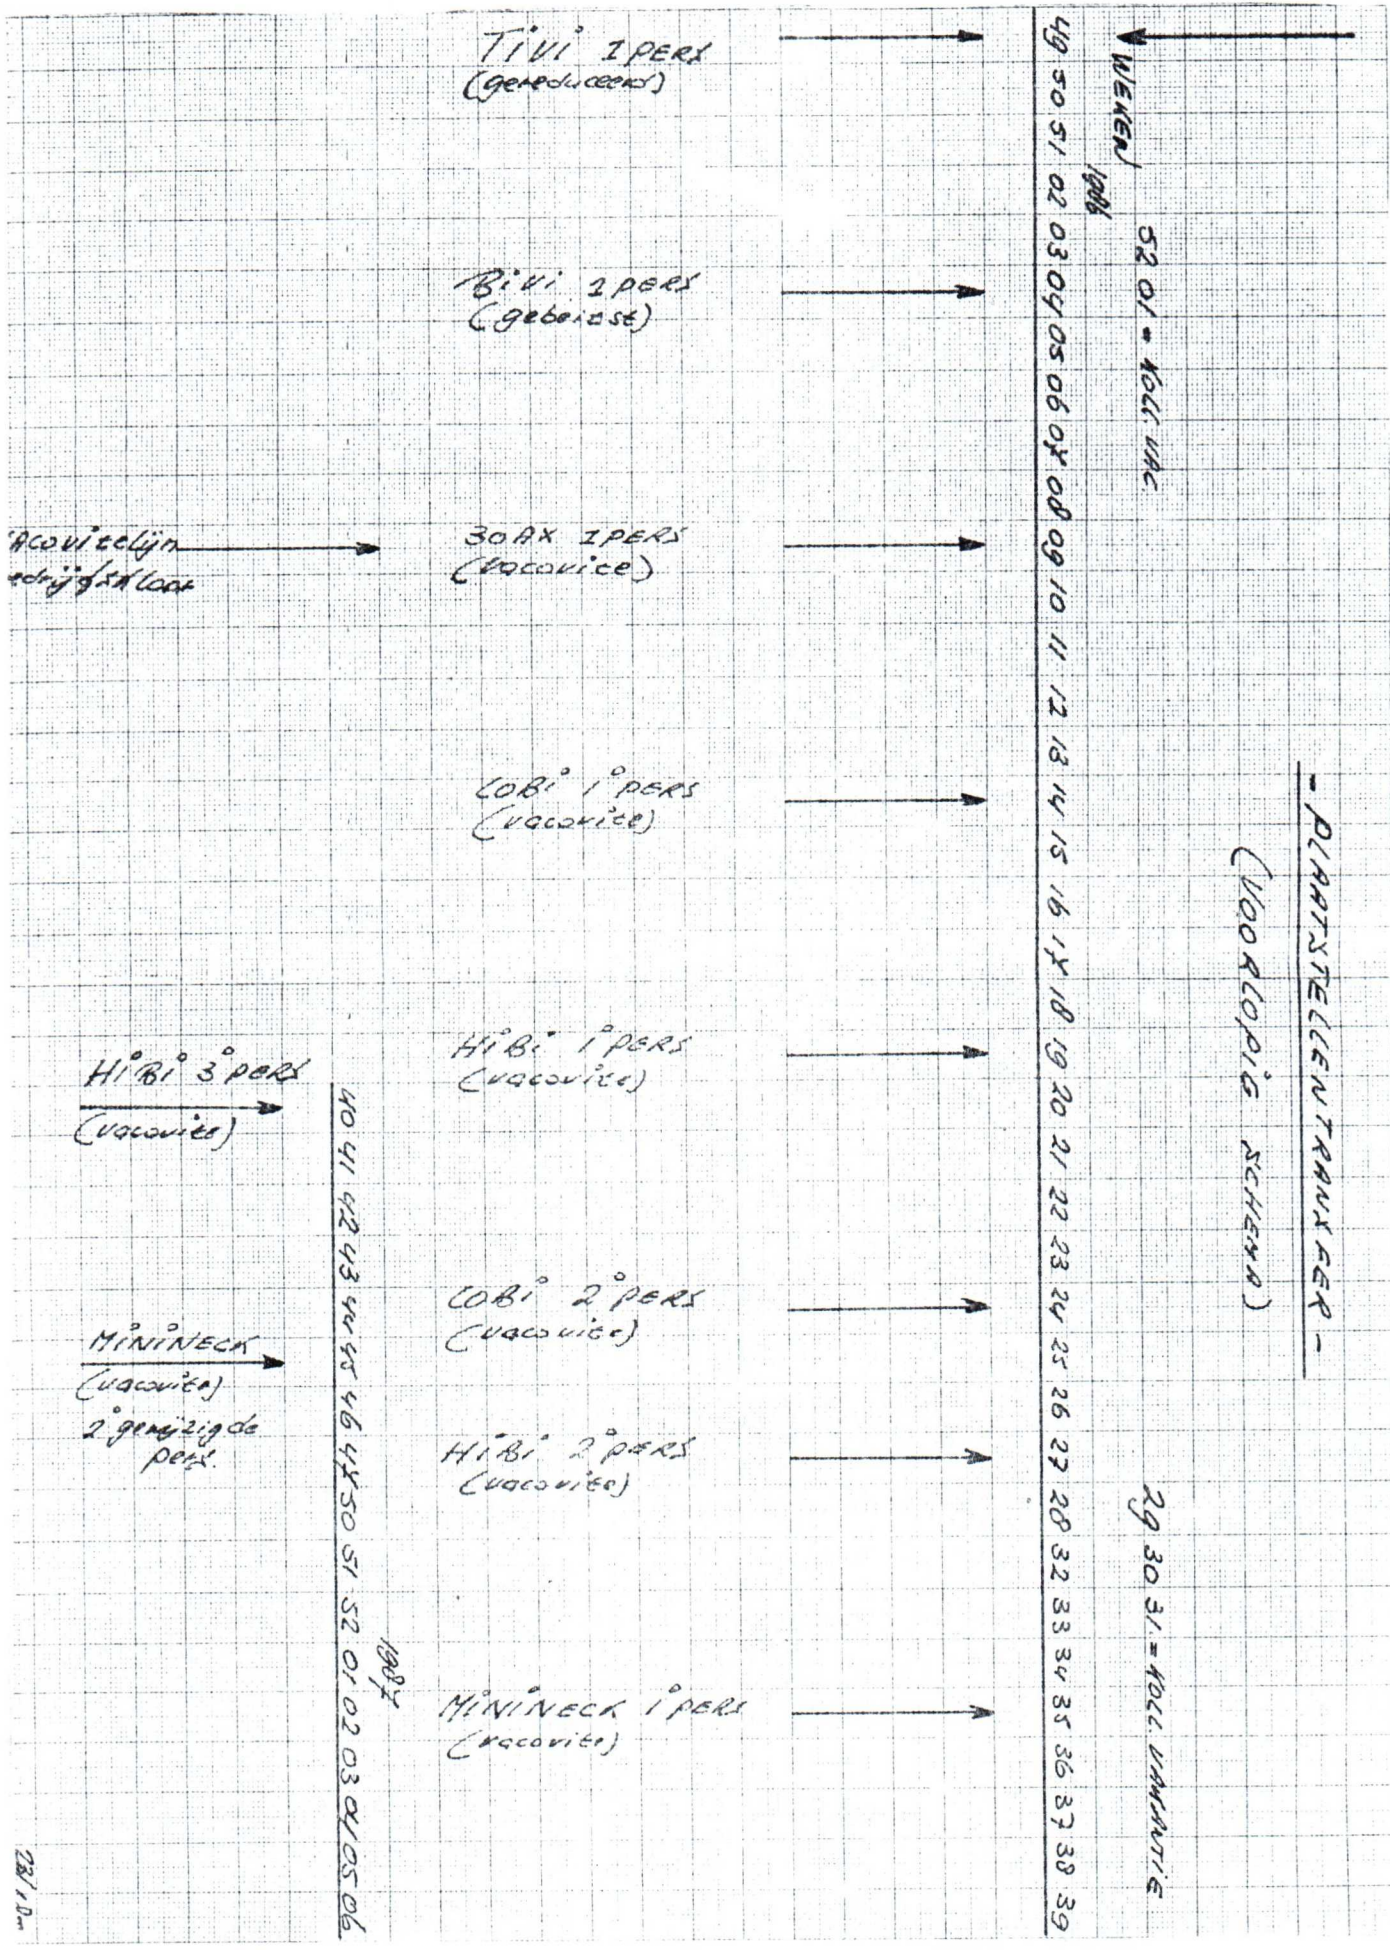 - PLAATSTELLENTRANSFER -
(VOORLOPIG SCHEMA)
52 01 = KOLL. VAC.
29 30 31 = KOLL VAKANTIE
WEKEN
1986
49 50 51 02 03 04 05 06 07 08 09 10 11 12 13 14 15 16 17 18 19 20 21 22 23 24 25 26 27 28 32 33 34 35 36 37 38 39
TiVi 1 PERS
(gereduceerd)
BiVi 1 PERS
(gebeitst)
30AX 1 PERS
(vacovite)
COBi 1° PERS
(vacovite)
HiBi 1° PERS
(vacovite)
COBi 2° PERS
(vacovite)
HiBi 2° PERS
(vacovite)
MiNiNECK 1° PERS
(vacovite)
1987
40 41 42 43 44 45 46 47 50 51 52 01 02 03 04 05 06
acovitelijn
edrijfsklaar
HiBi 3° PERS
(vacovite)
MiNiNECK
(vacovite)
2° gewijzigde
pers.